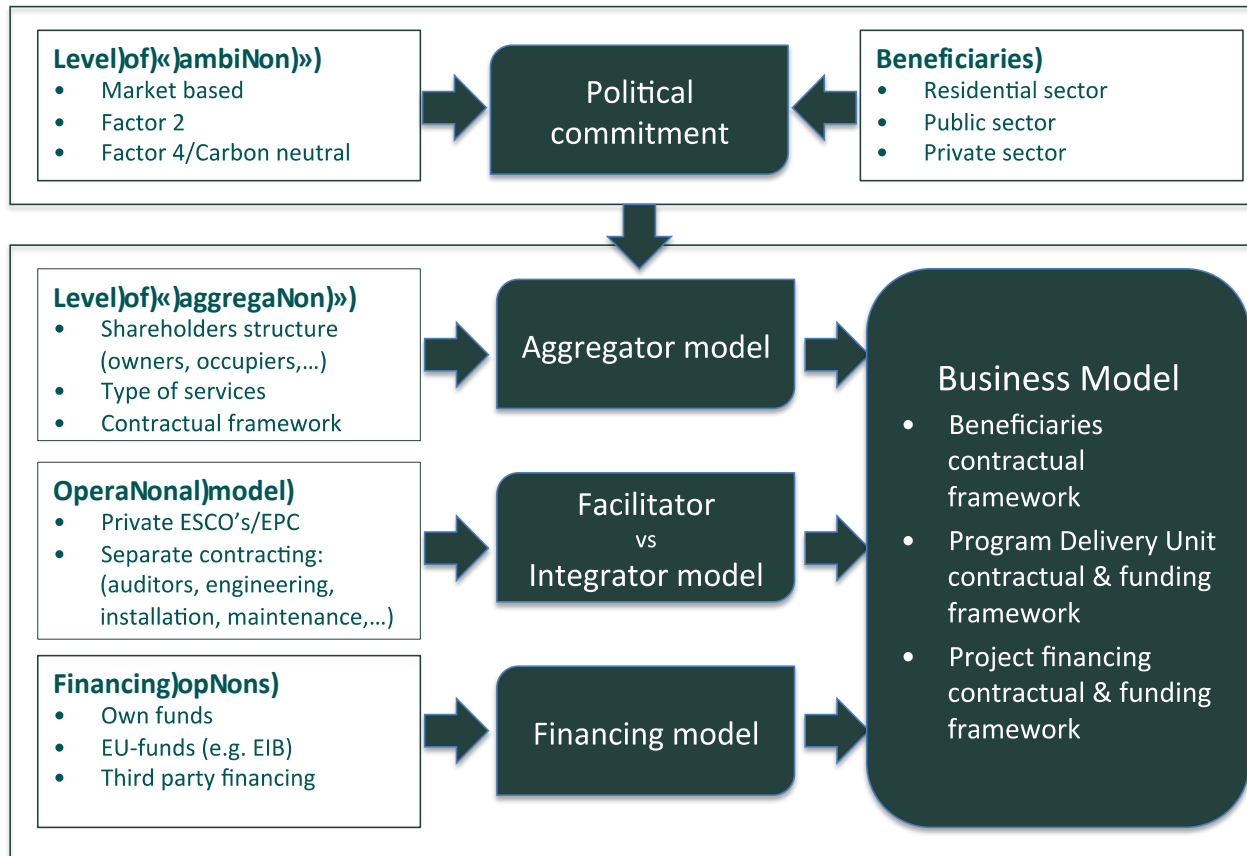 Level)of)«)ambiNon)»)
• Market based
• Factor 2
• Factor 4/Carbon neutral
Political
commitment
Beneficiaries)
• Residential sector
• Public sector
• Private sector
Level)of)«)aggregaNon)»)
• Shareholders structure
(owners, occupiers,...)
• Type of services
• Contractual framework
Aggregator model
OperaNonal)model)
• Private ESCO's/EPC
• Separate contracting:
(auditors, engineering,
installation, maintenance,...)
Facilitator
vs
Integrator model
Financing)opNons)
• Own funds
• EU-funds (e.g. EIB)
• Third party financing
Financing model
Business Model
• Beneficiaries
contractual
framework
• Program Delivery Unit
contractual & funding
framework
• Project financing
contractual & funding
framework